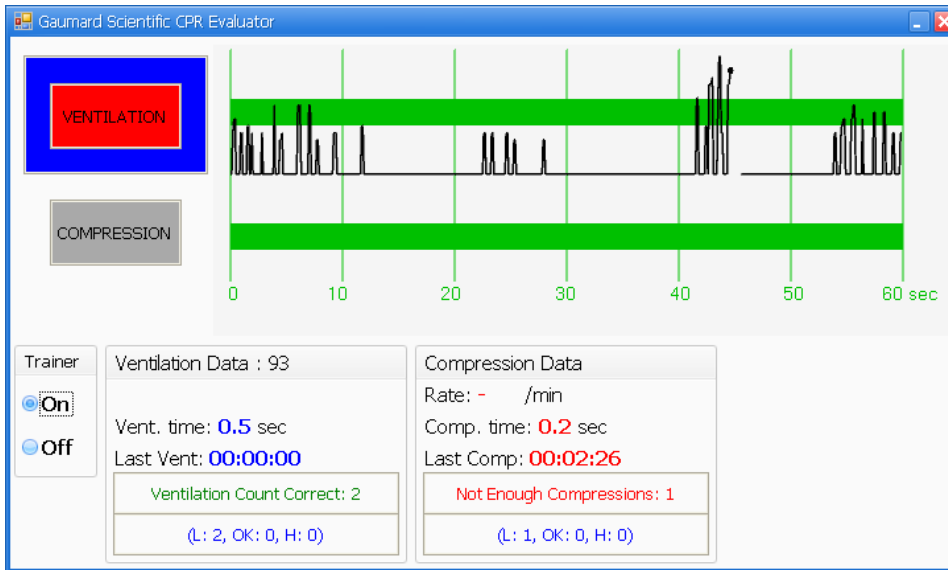 Gaumard Scientific CPR Evaluator
VENTILATION
COMPRESSION
0 10 20 30 40 50 60 sec
Trainer
On
Off
Ventilation Data : 93
Vent. time: 0.5 sec
Last Vent: 00:00:00
Ventilation Count Correct: 2
(L: 2, OK: 0, H: 0)
Compression Data
Rate: - /min
Comp. time: 0.2 sec
Last Comp: 00:02:26
Not Enough Compressions: 1
(L: 1, OK: 0, H: 0)